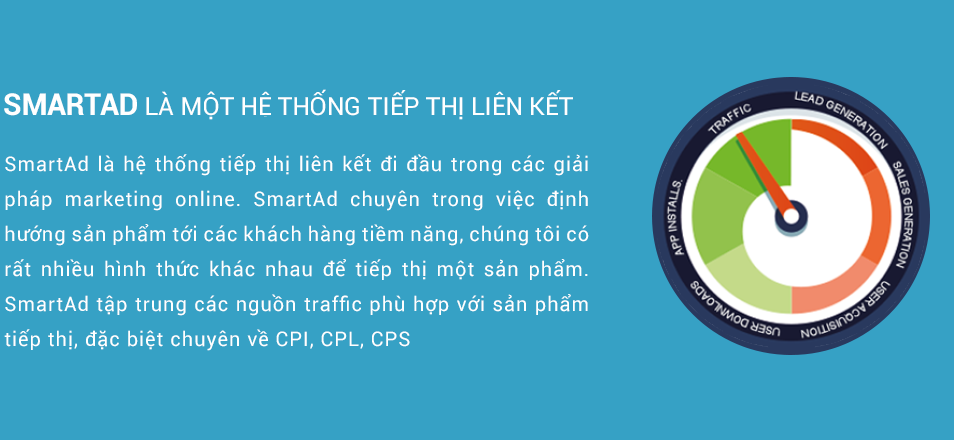 SMARTAD LÀ MỘT HỆ THỐNG TIẾP THỊ LIÊN KẾT
SmartAd là hệ thống tiếp thị liên kết đi đầu trong các giải
pháp marketing online. SmartAd chuyên trong việc định
hướng sản phẩm tới các khách hàng tiềm năng, chúng tôi có
rất nhiều hình thức khác nhau để tiếp thị một sản phẩm.
SmartAd tập trung các nguồn traffic phù hợp với sản phẩm
tiếp thị, đặc biệt chuyên về CPI, CPL, CPS
TRAFFIC
LEAD GENERATION
SALES GENERATION
USER ACQUISITION
USER DOWNLOADS
APP INSTALLS